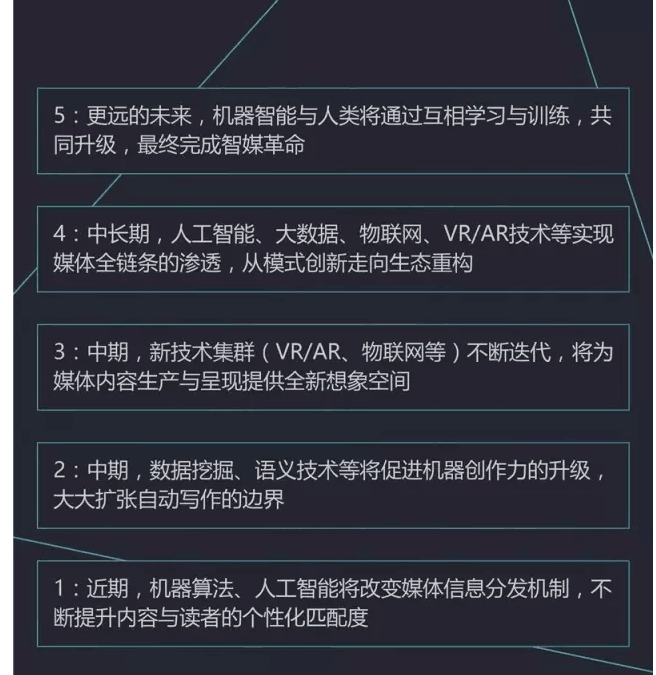 5：更远的未来，机器智能与人类将通过互相学习与训练，共
同升级，最终完成智媒革命
4：中长期，人工智能、大数据、物联网、VR/AR技术等实现
媒体全链条的渗透，从模式创新走向生态重构
3：中期，新技术集群（VR/AR、物联网等）不断迭代，将为
媒体内容生产与呈现提供全新想象空间
2：中期，数据挖掘、语义技术等将促进机器创作力的升级，
大大扩张自动写作的边界
1：近期，机器算法、人工智能将改变媒体信息分发机制，不
断提升内容与读者的个性化匹配度